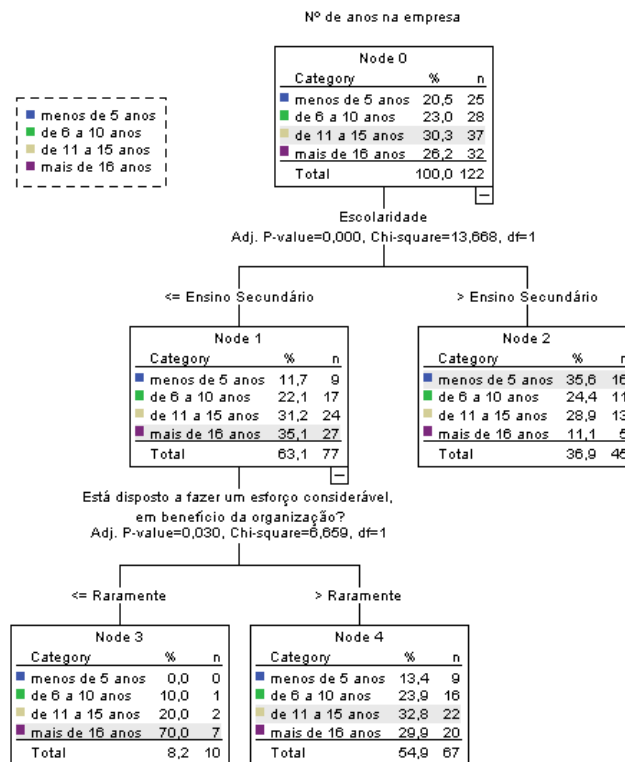 Nº de anos na empresa
Node 0
Category % n
menos de 5 anos 20,5 25
de 6 a 10 anos 23,0 28
de 11 a 15 anos 30,3 37
mais de 16 anos 26,2 32
Total 100,0 122
menos de 5 anos
de 6 a 10 anos
de 11 a 15 anos
mais de 16 anos
Escolaridade
Adj. P-value=0,000, Chi-square=13,668, df=1
<= Ensino Secundário
> Ensino Secundário
Node 1
Category % n
menos de 5 anos 11,7 9
de 6 a 10 anos 22,1 17
de 11 a 15 anos 31,2 24
mais de 16 anos 35,1 27
Total 63,1 77
Node 2
Category % n
menos de 5 anos 35,6 16
de 6 a 10 anos 24,4 11
de 11 a 15 anos 28,9 13
mais de 16 anos 11,1 5
Total 36,9 45
Está disposto a fazer um esforço considerável,
em benefício da organização?
Adj. P-value=0,030, Chi-square=6,659, df=1
<= Raramente
> Raramente
Node 3
Category % n
menos de 5 anos 0,0 0
de 6 a 10 anos 10,0 1
de 11 a 15 anos 20,0 2
mais de 16 anos 70,0 7
Total 8,2 10
Node 4
Category % n
menos de 5 anos 13,4 9
de 6 a 10 anos 23,9 16
de 11 a 15 anos 32,8 22
mais de 16 anos 29,9 20
Total 54,9 67